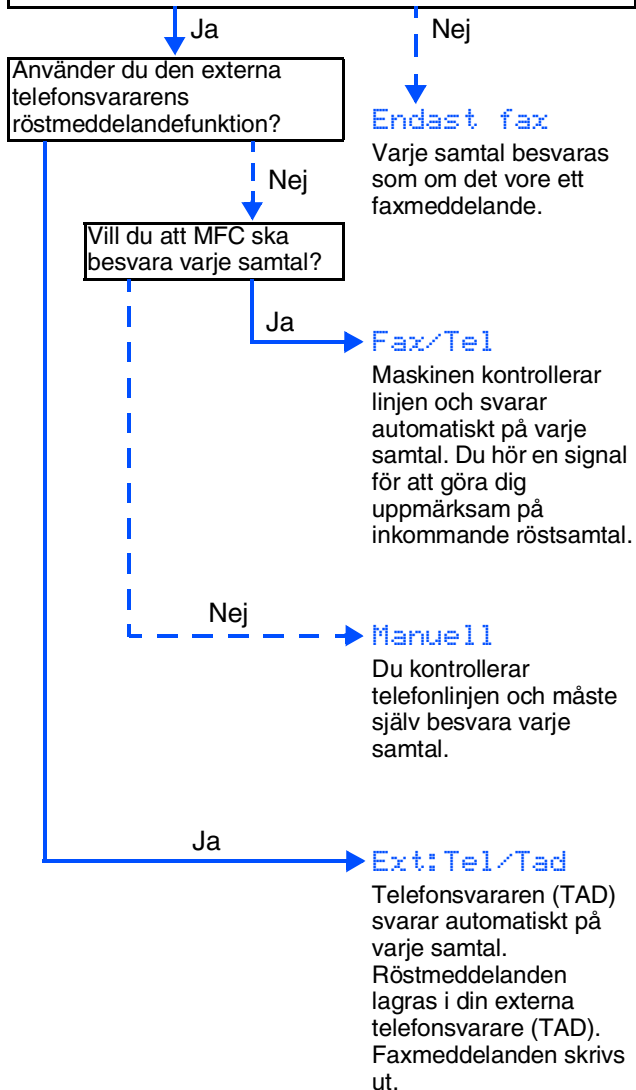 Ja
Nej
Använder du den externa
telefonsvararens
röstmeddelandefunktion?
Endast fax
Varje samtal besvaras
som om det vore ett
faxmeddelande.
Nej
Vill du att MFC ska
besvara varje samtal?
Ja
Fax/Tel
Maskinen kontrollerar
linjen och svarar
automatiskt på varje
samtal. Du hör en signal
för att göra dig
uppmärksam på
inkommande röstsamtal.
Nej
Manuell
Du kontrollerar
telefonlinjen och måste
själv besvara varje
samtal.
Ja
Ext:Tel/Tad
Telefonsvararen (TAD)
svarar automatiskt på
varje samtal.
Röstmeddelanden
lagras i din externa
telefonsvarare (TAD).
Faxmeddelanden skrivs
ut.